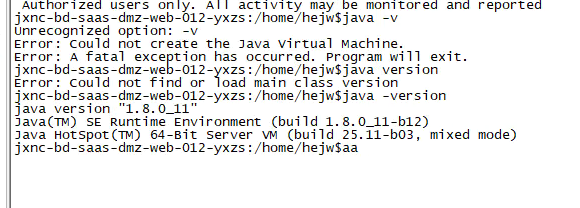 Authorized users only. All activity may be monitored and reported
jxnc-bd-saas-dmz-web-012-yxzs:/home/hejw$java -v
Unrecognized option: -v
Error: Could not create the Java Virtual Machine.
Error: A fatal exception has occurred. Program will exit.
jxnc-bd-saas-dmz-web-012-yxzs:/home/hejw$java version
Error: Could not find or load main class version
jxnc-bd-saas-dmz-web-012-yxzs:/home/hejw$java -version
java version "1.8.0_11"
Java(TM) SE Runtime Environment (build 1.8.0_11-b12)
Java HotSpot(TM) 64-Bit Server VM (build 25.11-b03, mixed mode)
jxnc-bd-saas-dmz-web-012-yxzs:/home/hejw$aa